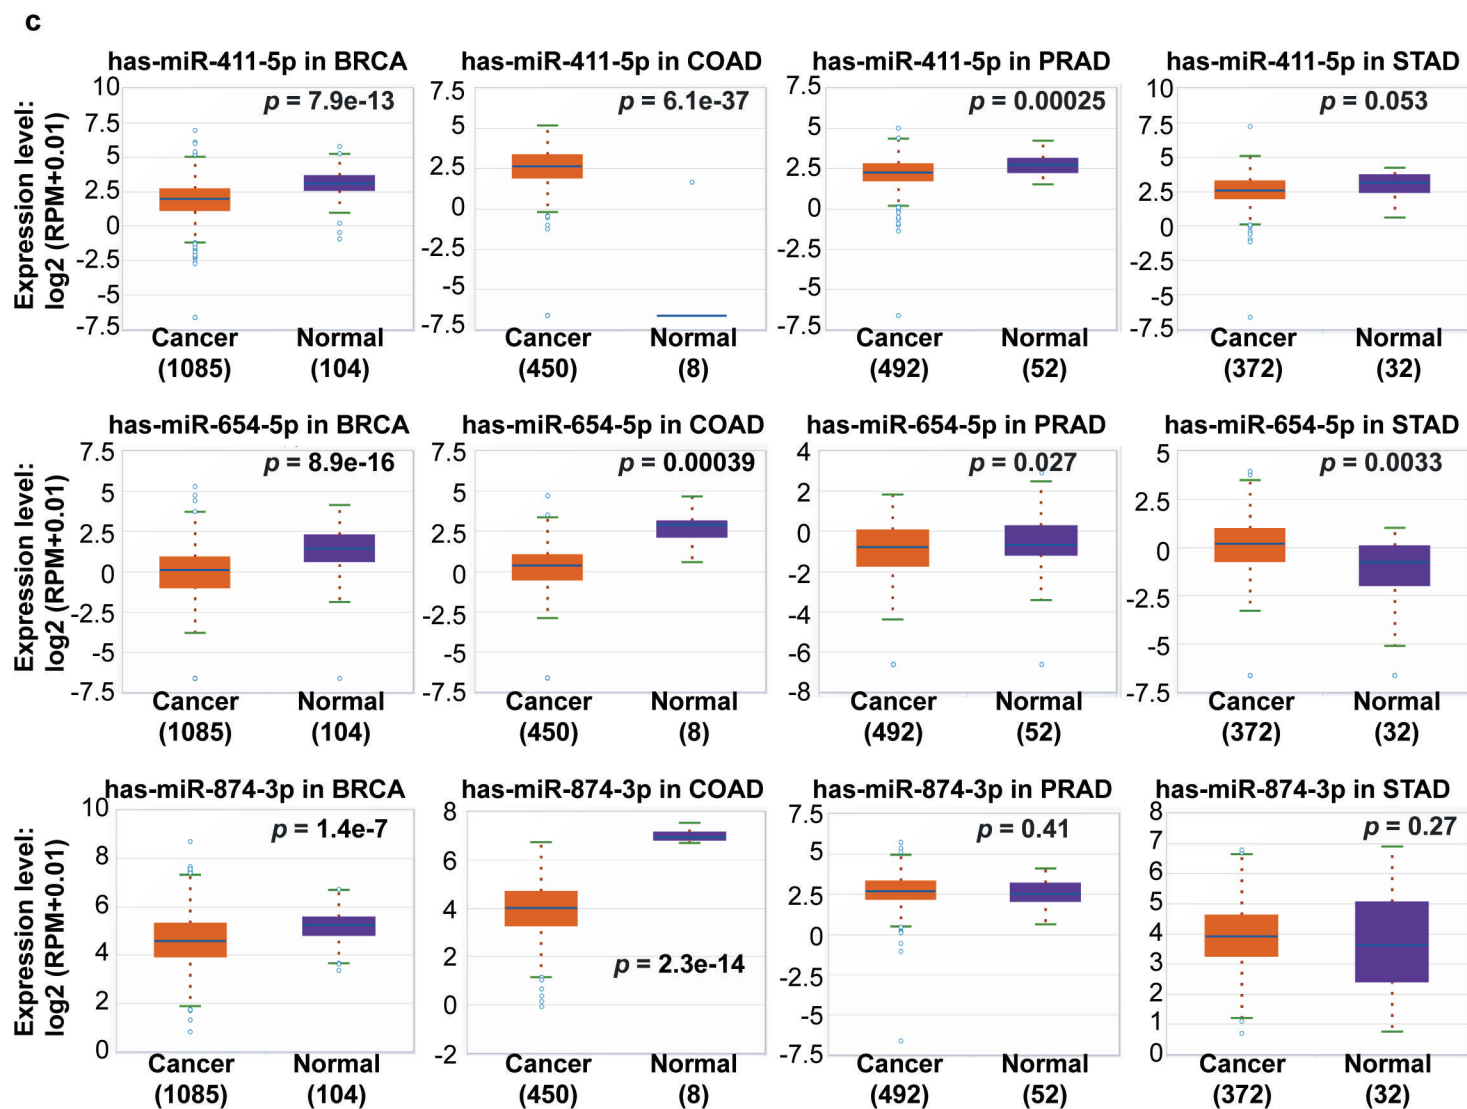 c
has-miR-411-5p in BRCA
has-miR-411-5p in COAD
has-miR-411-5p in PRAD
has-miR-411-5p in STAD
Expression level:
log2 (RPM+0.01)
10
7.5
5
2.5
0
-2.5
-5
-7.5
p = 7.9e-13
Cancer
(1085)
Normal
(104)
7.5
5
2.5
0
-2.5
-5
-7.5
p = 6.1e-37
Cancer
(450)
Normal
(8)
7.5
5
2.5
0
-2.5
-5
-7.5
p = 0.00025
Cancer
(492)
Normal
(52)
10
7.5
5
2.5
0
-2.5
-5
-7.5
p = 0.053
Cancer
(372)
Normal
(32)
has-miR-654-5p in BRCA
has-miR-654-5p in COAD
has-miR-654-5p in PRAD
has-miR-654-5p in STAD
Expression level:
log2 (RPM+0.01)
7.5
5
2.5
0
-2.5
-5
-7.5
p = 8.9e-16
Cancer
(1085)
Normal
(104)
7.5
5
2.5
0
-2.5
-5
-7.5
p = 0.00039
Cancer
(450)
Normal
(8)
4
2
0
-2
-4
-6
-8
p = 0.027
Cancer
(492)
Normal
(52)
5
2.5
0
-2.5
-5
-7.5
p = 0.0033
Cancer
(372)
Normal
(32)
has-miR-874-3p in BRCA
has-miR-874-3p in COAD
has-miR-874-3p in PRAD
has-miR-874-3p in STAD
Expression level:
log2 (RPM+0.01)
10
8
6
4
2
0
p = 1.4e-7
Cancer
(1085)
Normal
(104)
8
6
4
2
0
-2
p = 2.3e-14
Cancer
(450)
Normal
(8)
7.5
5
2.5
0
-2.5
-5
-7.5
p = 0.41
Cancer
(492)
Normal
(52)
8
7
6
5
4
3
2
1
0
p = 0.27
Cancer
(372)
Normal
(32)